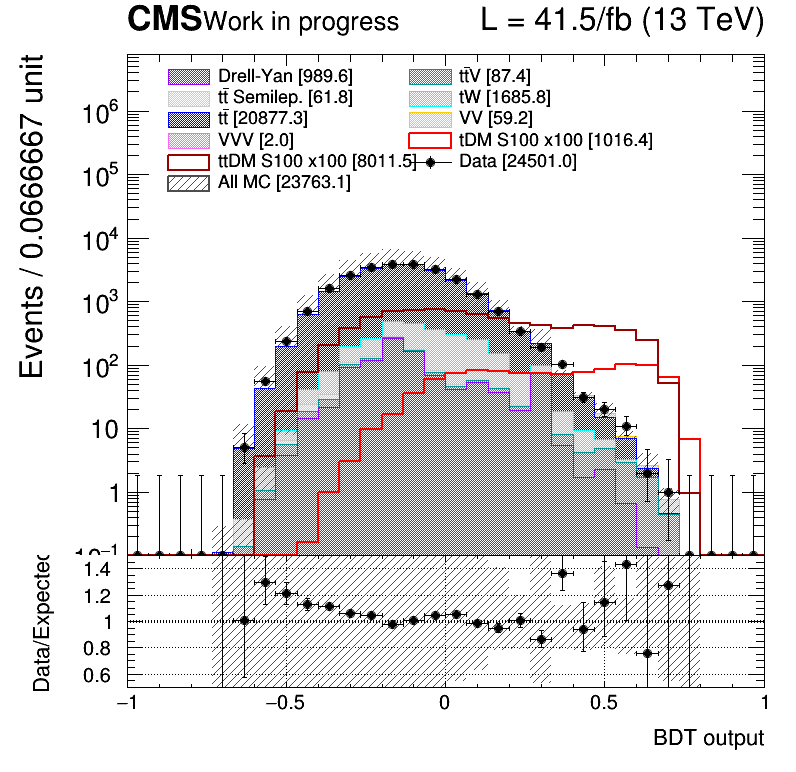 CMS Work in progress L = 41.5/fb (13 TeV)
Events / 0.0666667 unit
Drell-Yan [989.6] tt̄V [87.4]
tt̄ Semilep. [61.8] tW [1685.8]
tt̄ [20877.3] VV [59.2]
VVV [2.0] tDM S100 x100 [1016.4]
ttDM S100 x100 [8011.5] Data [24501.0]
All MC [23763.1]
10⁶
10⁵
10⁴
10³
10²
10
1
10⁻¹
Data/Expected
1.4
1.2
1
0.8
0.6
−1 −0.5 0 0.5 1
BDT output